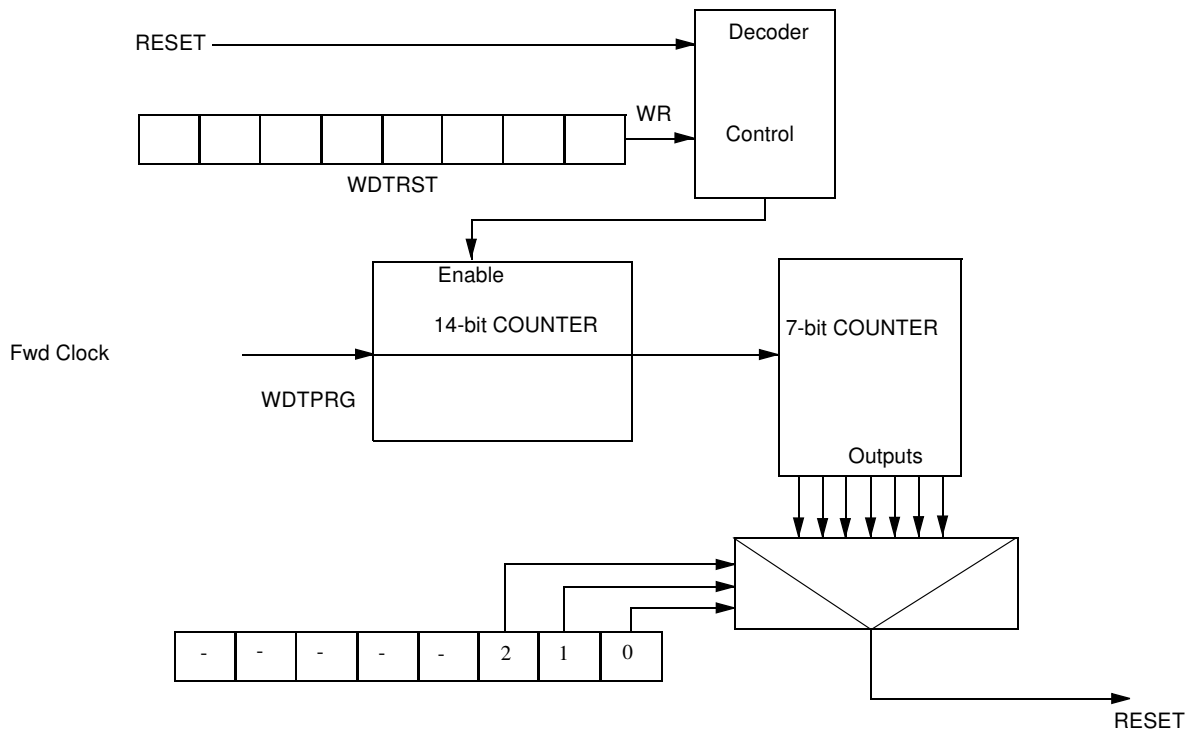 Decoder
RESET
WR
Control
WDTRST
Enable
14-bit COUNTER
7-bit COUNTER
Fwd Clock
WDTPRG
Outputs
- - - - - 2 1 0
RESET